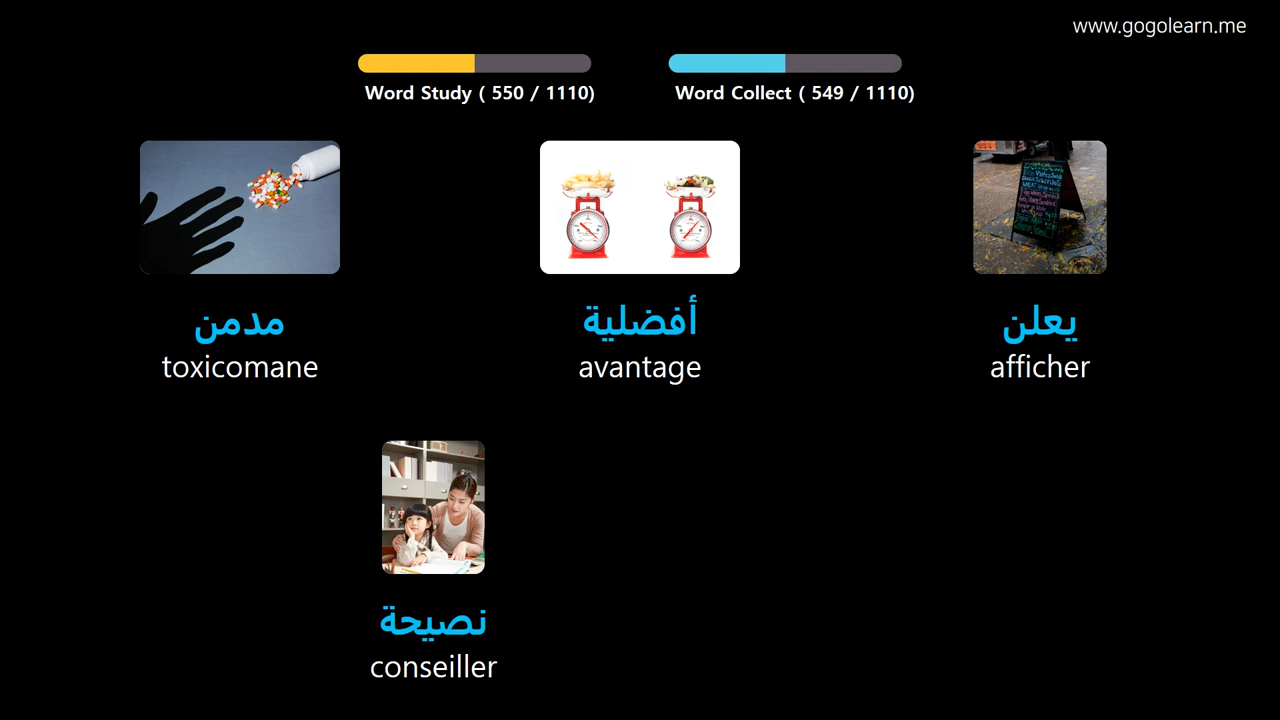 www.gogolearn.me
Word Study ( 550 / 1110)
Word Collect ( 549 / 1110)
مدمن
toxicomane
أفضلية
avantage
يعلن
afficher
نصيحة
conseiller